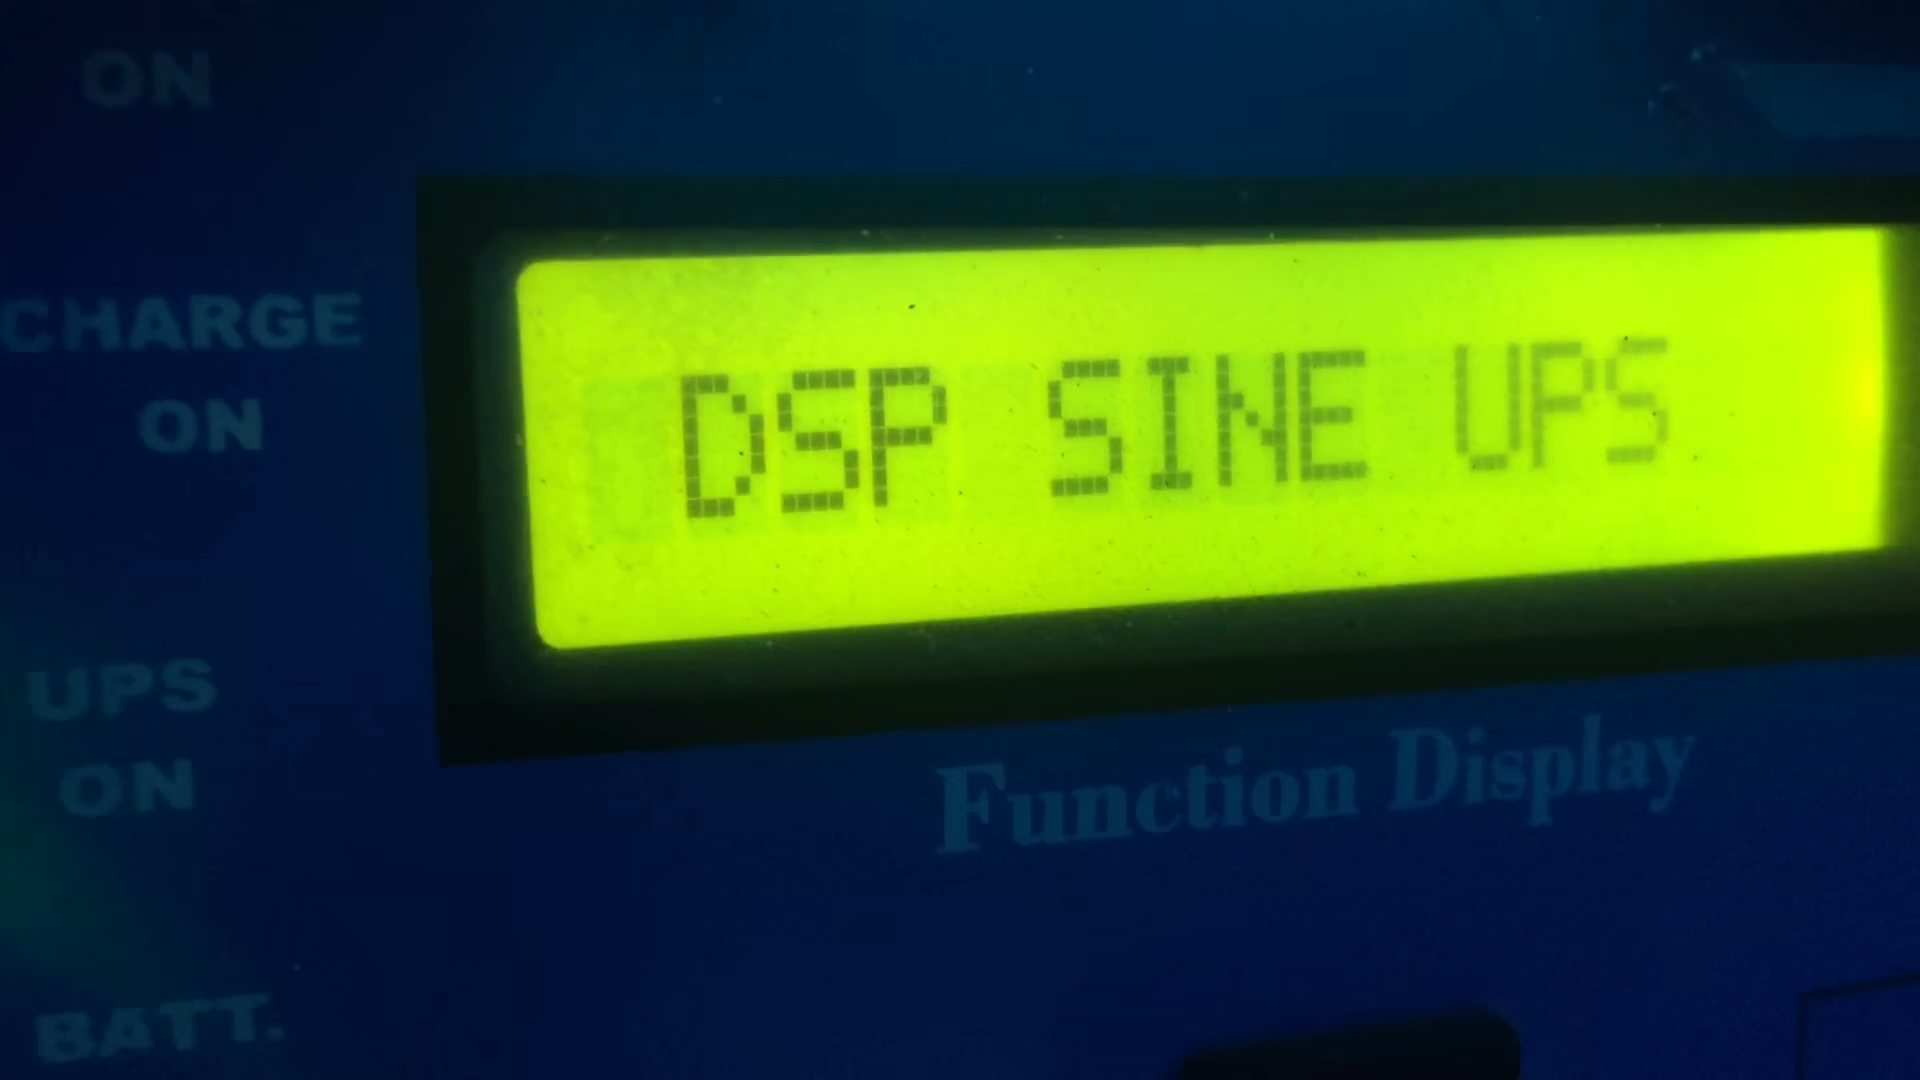 ON
CHARGE
ON
DSP SINE UPS
UPS
ON
Function Display
BATT.